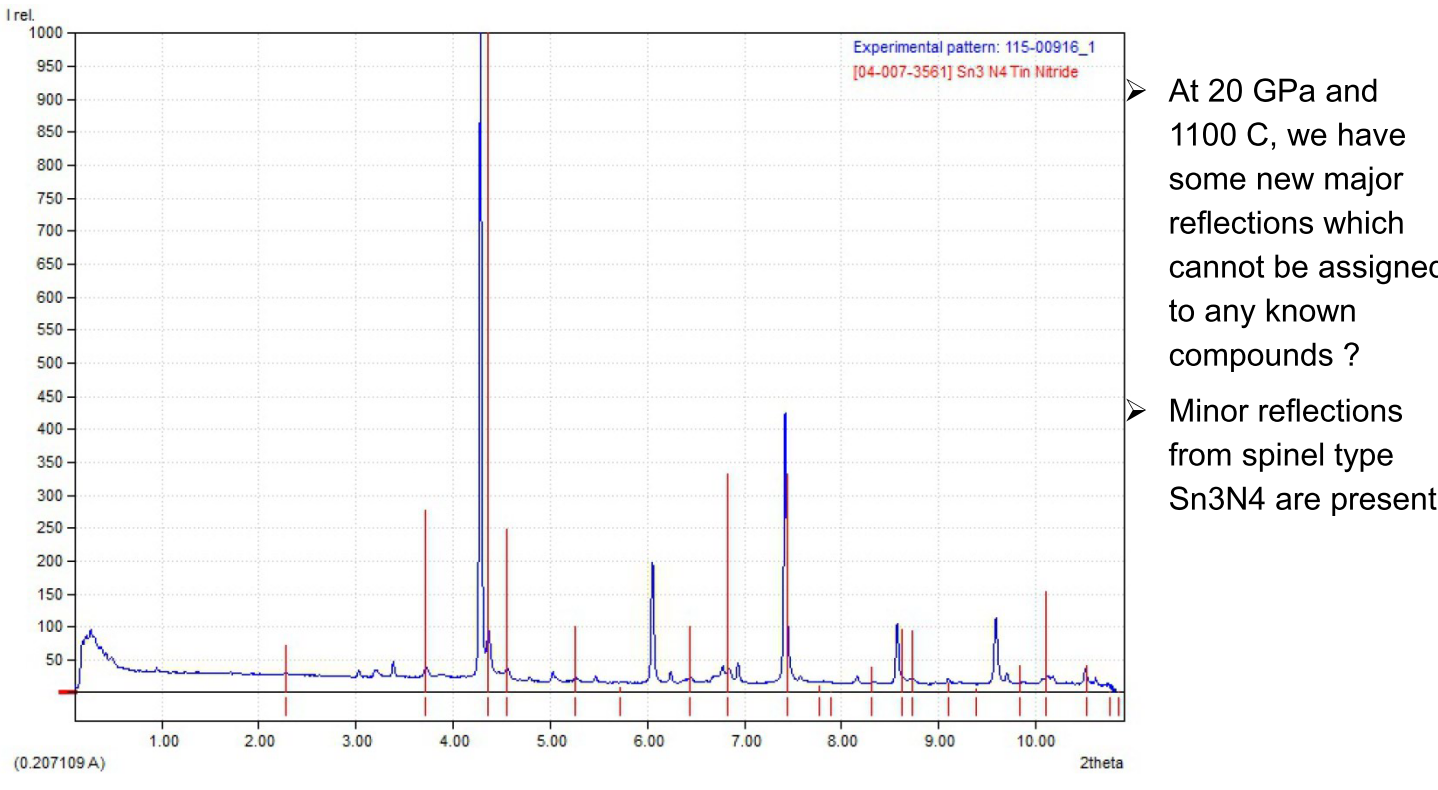 I rel.
1000
950
900
850
800
750
700
650
600
550
500
450
400
350
300
250
200
150
100
50
Experimental pattern: 115-00916_1
[04-007-3561] Sn3 N4 Tin Nitride
1.00 2.00 3.00 4.00 5.00 6.00 7.00 8.00 9.00 10.00
(0.207109 A) 2theta
➢ At 20 GPa and
1100 C, we have
some new major
reflections which
cannot be assigned
to any known
compounds ?
➢ Minor reflections
from spinel type
Sn3N4 are present